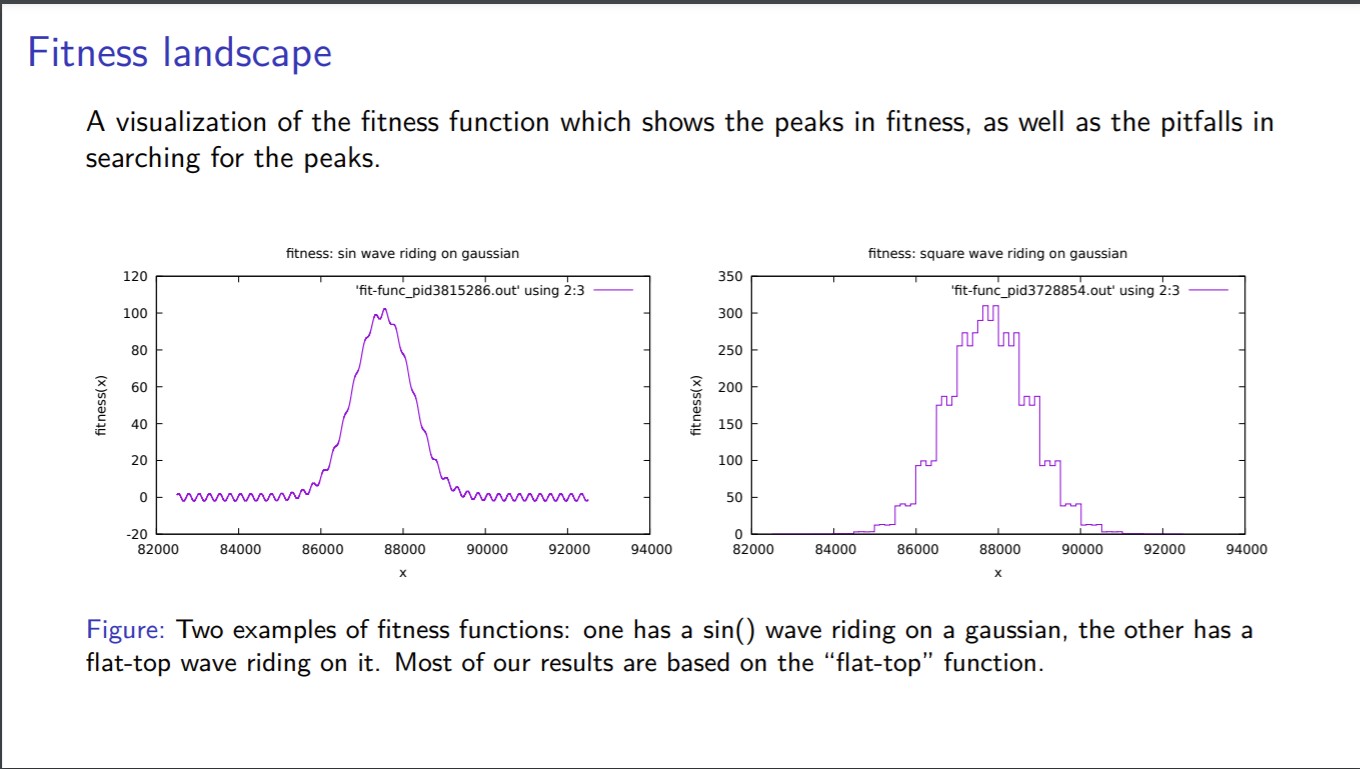 Fitness landscape
A visualization of the fitness function which shows the peaks in fitness, as well as the pitfalls in
searching for the peaks.
fitness: sin wave riding on gaussian
120
100
80
60
40
20
0
-20
fitness(x)
'fit-func_pid3815286.out' using 2:3
82000 84000 86000 88000 90000 92000 94000
x
fitness: square wave riding on gaussian
350
300
250
200
150
100
50
0
fitness(x)
'fit-func_pid3728854.out' using 2:3
82000 84000 86000 88000 90000 92000 94000
x
Figure: Two examples of fitness functions: one has a sin() wave riding on a gaussian, the other has a
flat-top wave riding on it. Most of our results are based on the “flat-top” function.